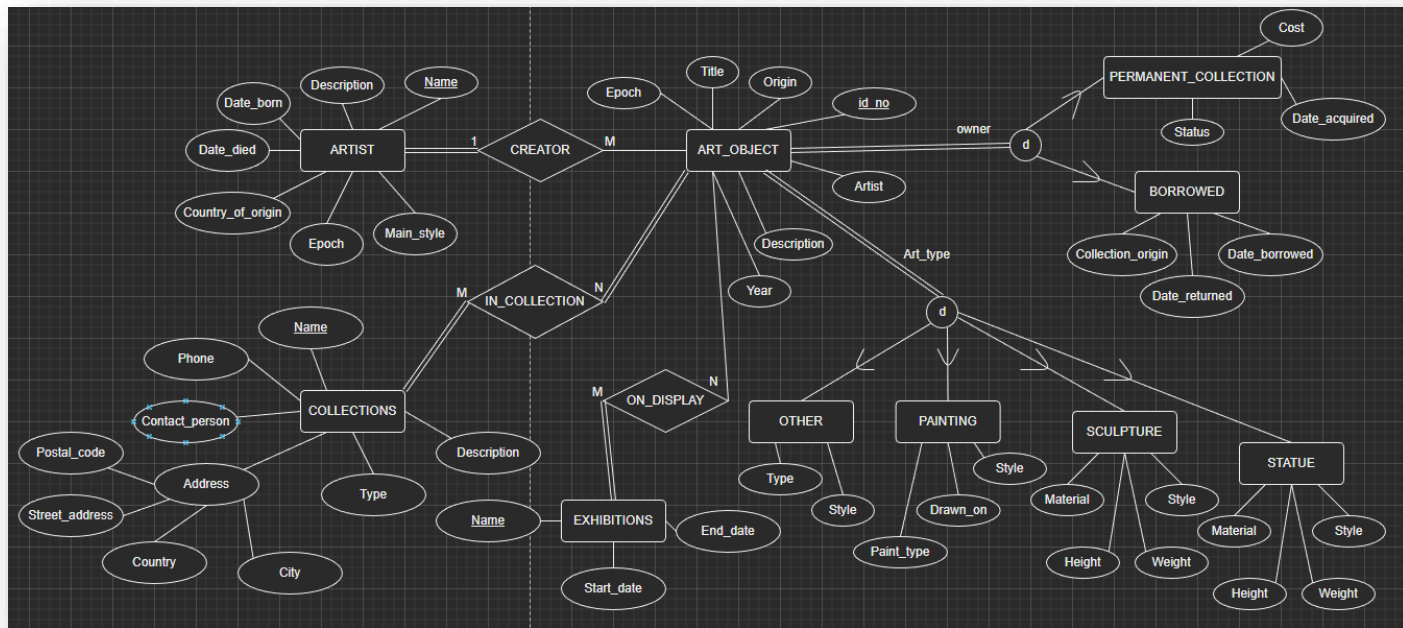 Cost
PERMANENT_COLLECTION
Date_acquired
Status
Title
Origin
Epoch
id_no
Description
Name
Date_born
Date_died
ARTIST
1
CREATOR
M
ART_OBJECT
owner
d
Artist
BORROWED
Country_of_origin
Epoch
Main_style
Description
Year
Art_type
Collection_origin
Date_borrowed
Date_returned
M
IN_COLLECTION
N
d
Name
Phone
Contact_person
COLLECTIONS
Postal_code
Address
Street_address
Country
City
Type
Description
M
ON_DISPLAY
N
Name
EXHIBITIONS
End_date
Start_date
OTHER
Type
Style
PAINTING
Style
Drawn_on
Paint_type
SCULPTURE
Material
Style
Height
Weight
STATUE
Material
Style
Height
Weight